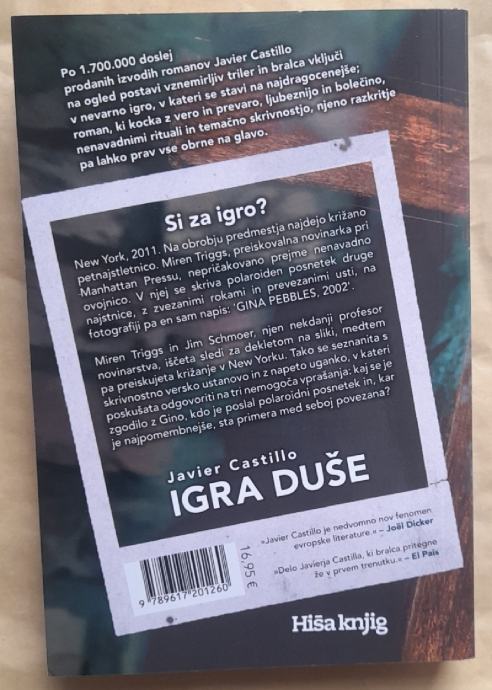 Po 1.700.000 doslej
prodanih izvodih romanov Javier Castillo
na ogled postavi vznemirljiv triler in bralca vključi
v nevarno igro, v kateri se stavi na najdragocenejše;
roman, ki kocka z vero in prevaro, ljubeznijo in bolečino,
nenavadnimi rituali in temačno skrivnostjo, njeno razkritje
pa lahko prav vse obrne na glavo.
Si za igro?
New York, 2011. Na obrobju predmestja najdejo križano
petnajstletnico. Miren Triggs, preiskovalna novinarka pri
Manhattan Pressu, nepričakovano prejme nenavadno
ovojnico. V njej se skriva polaroiden posnetek druge
najstnice, z zvezanimi rokami in prevezanimi usti, na
fotografiji pa en sam napis: 'GINA PEBBLES, 2002'.
Miren Triggs in Jim Schmoer, njen nekdanji profesor
novinarstva, iščeta sledi za dekletom na sliki, medtem
pa preiskujeta križanje v New Yorku. Tako se seznanita s
skrivnostno versko ustanovo in z napeto uganko, v kateri
poskušata odgovoriti na tri nemogoča vprašanja: kaj se je
zgodilo z Gino, kdo je poslal polaroidni posnetek in, kar
je najpomembnejše, sta primera med seboj povezana?
Javier Castillo
IGRA DUŠE
»Javier Castillo je nedvomno nov fenomen
evropske literature.« – Joël Dicker
»Delo Javierja Castilla, ki bralca pritegne
že v prvem trenutku.« – El País
16,95 €
9 789617 201260
Hiša knjig